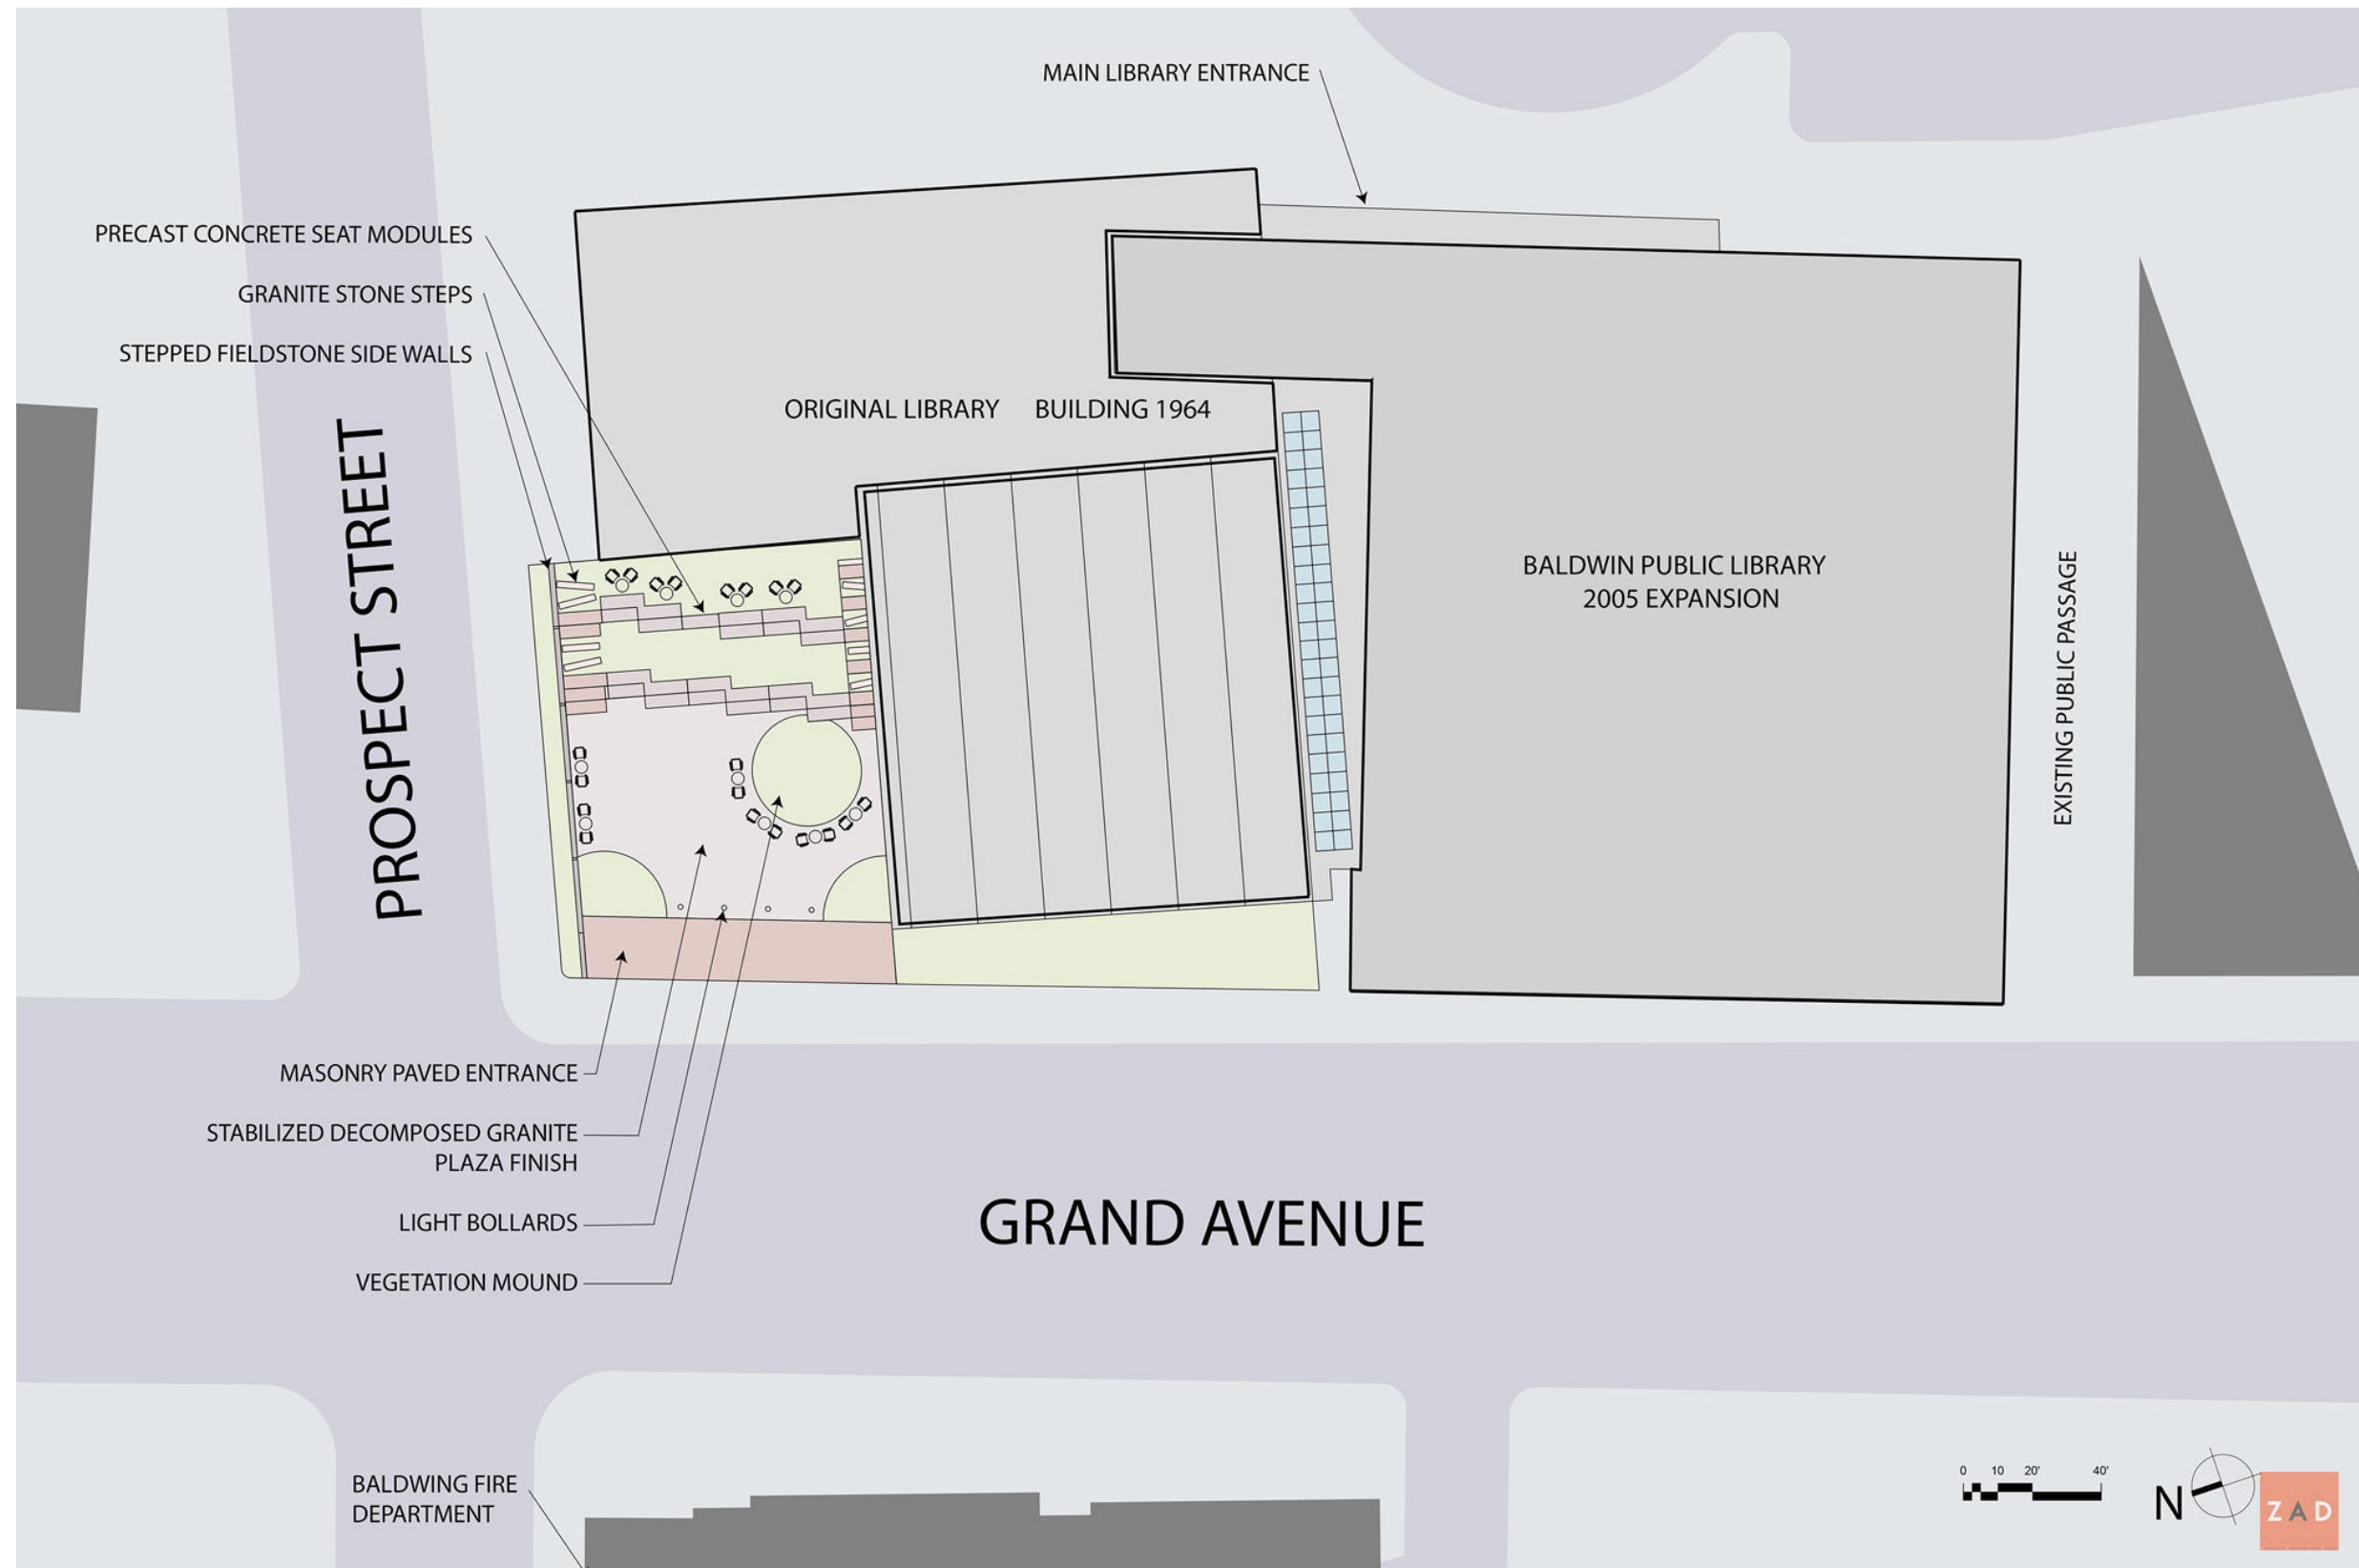 MAIN LIBRARY ENTRANCE
PRECAST CONCRETE SEAT MODULES
GRANITE STONE STEPS
STEPPED FIELDSTONE SIDE WALLS
ORIGINAL LIBRARY BUILDING 1964
PROSPECT STREET
BALDWIN PUBLIC LIBRARY
2005 EXPANSION
EXISTING PUBLIC PASSAGE
MASONRY PAVED ENTRANCE
STABILIZED DECOMPOSED GRANITE
PLAZA FINISH
LIGHT BOLLARDS
VEGETATION MOUND
GRAND AVENUE
BALDWING FIRE
DEPARTMENT
0 10 20' 40'
N
ZAD